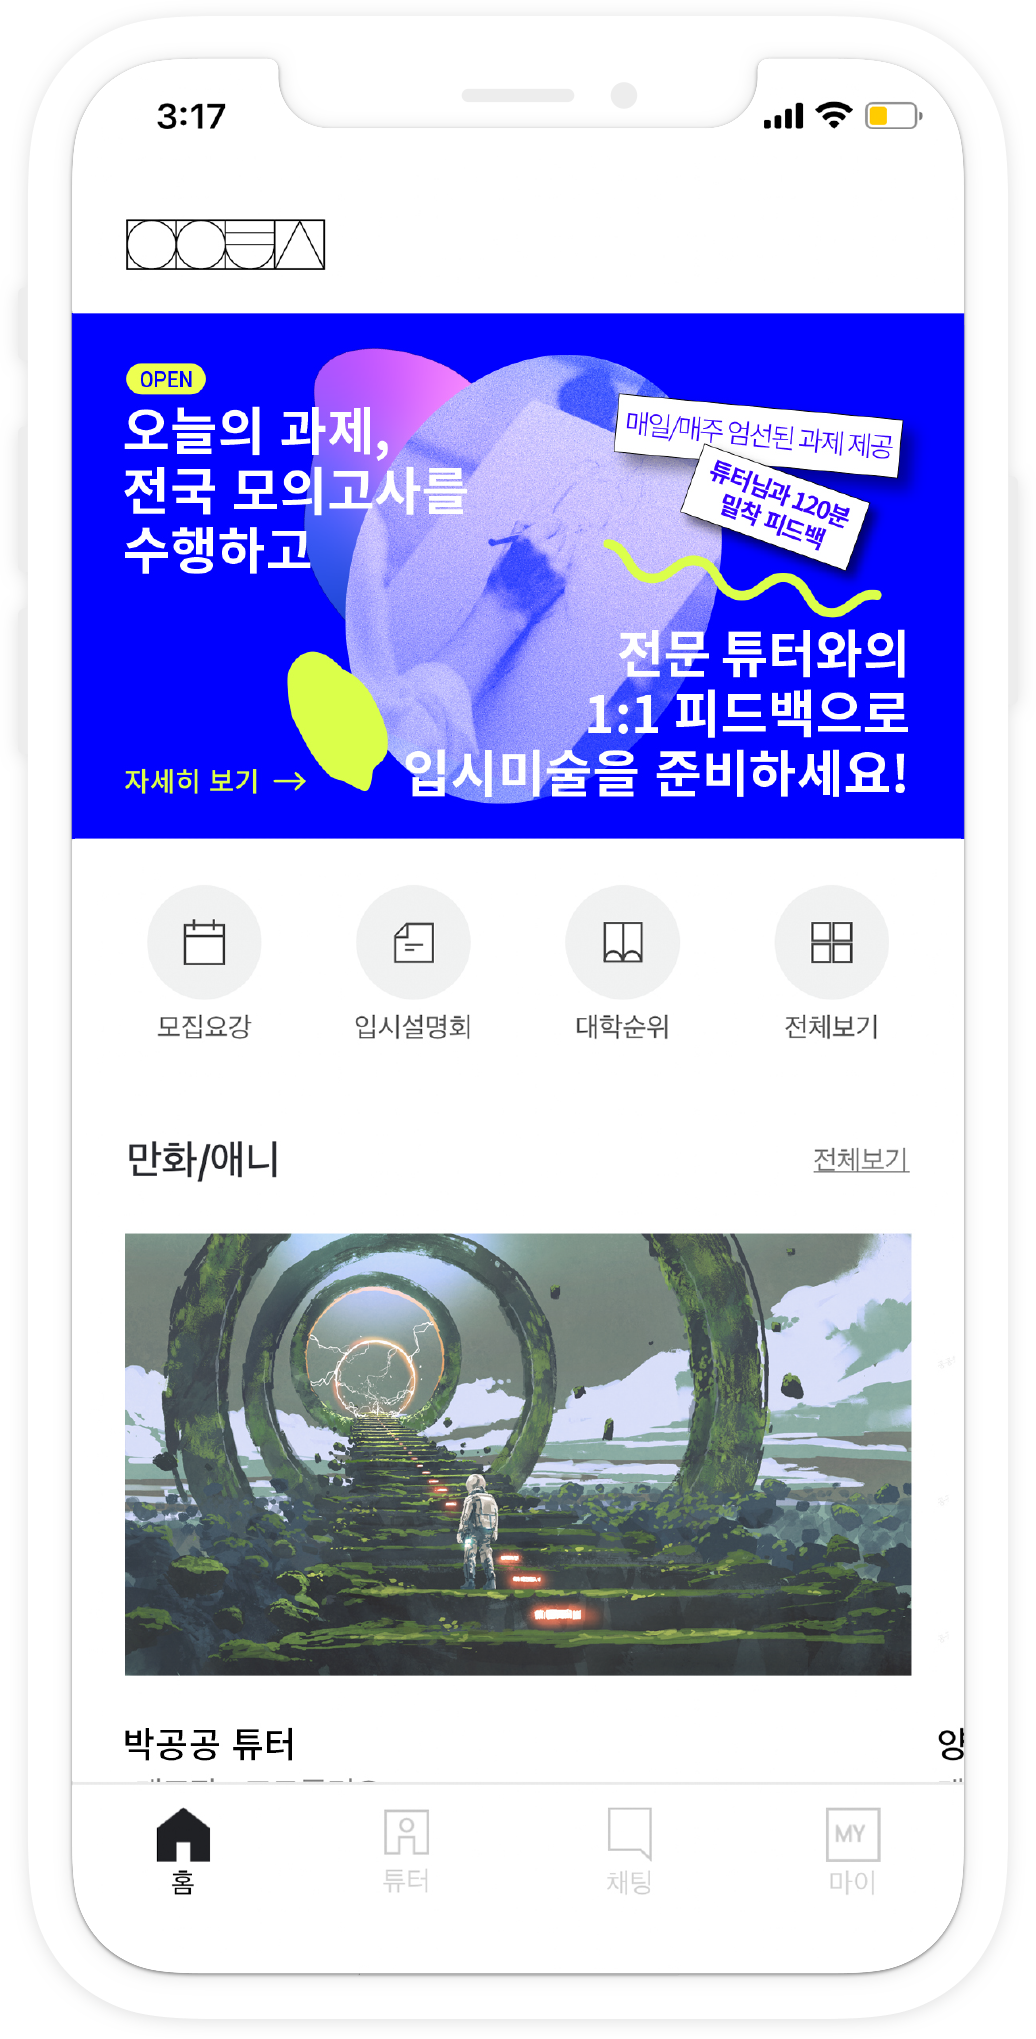 3:17
OPEN
오늘의 과제,
전국 모의고사를
수행하고
매일/매주 엄선된 과제 제공
튜터님과 120분
밀착 피드백
전문 튜터와의
1:1 피드백으로
입시미술을 준비하세요!
자세히 보기 →
모집요강
입시설명회
대학순위
전체보기
만화/애니
전체보기
박공공 튜터
양
홈
튜터
채팅
MY
마이